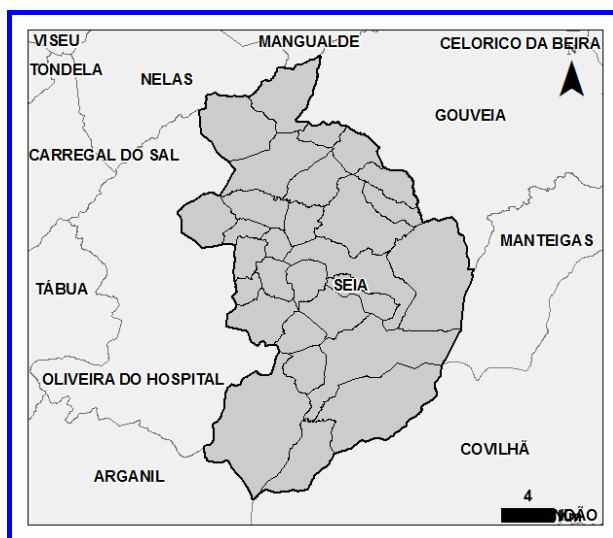 VISEU
MANGUALDE
CELORICO DA BEIRA
TONDELA
NELAS
N
GOUVEIA
CARREGAL DO SAL
MANTEIGAS
TÁBUA
SEIA
OLIVEIRA DO HOSPITAL
COVILHÃ
ARGANIL
4
NDÃO